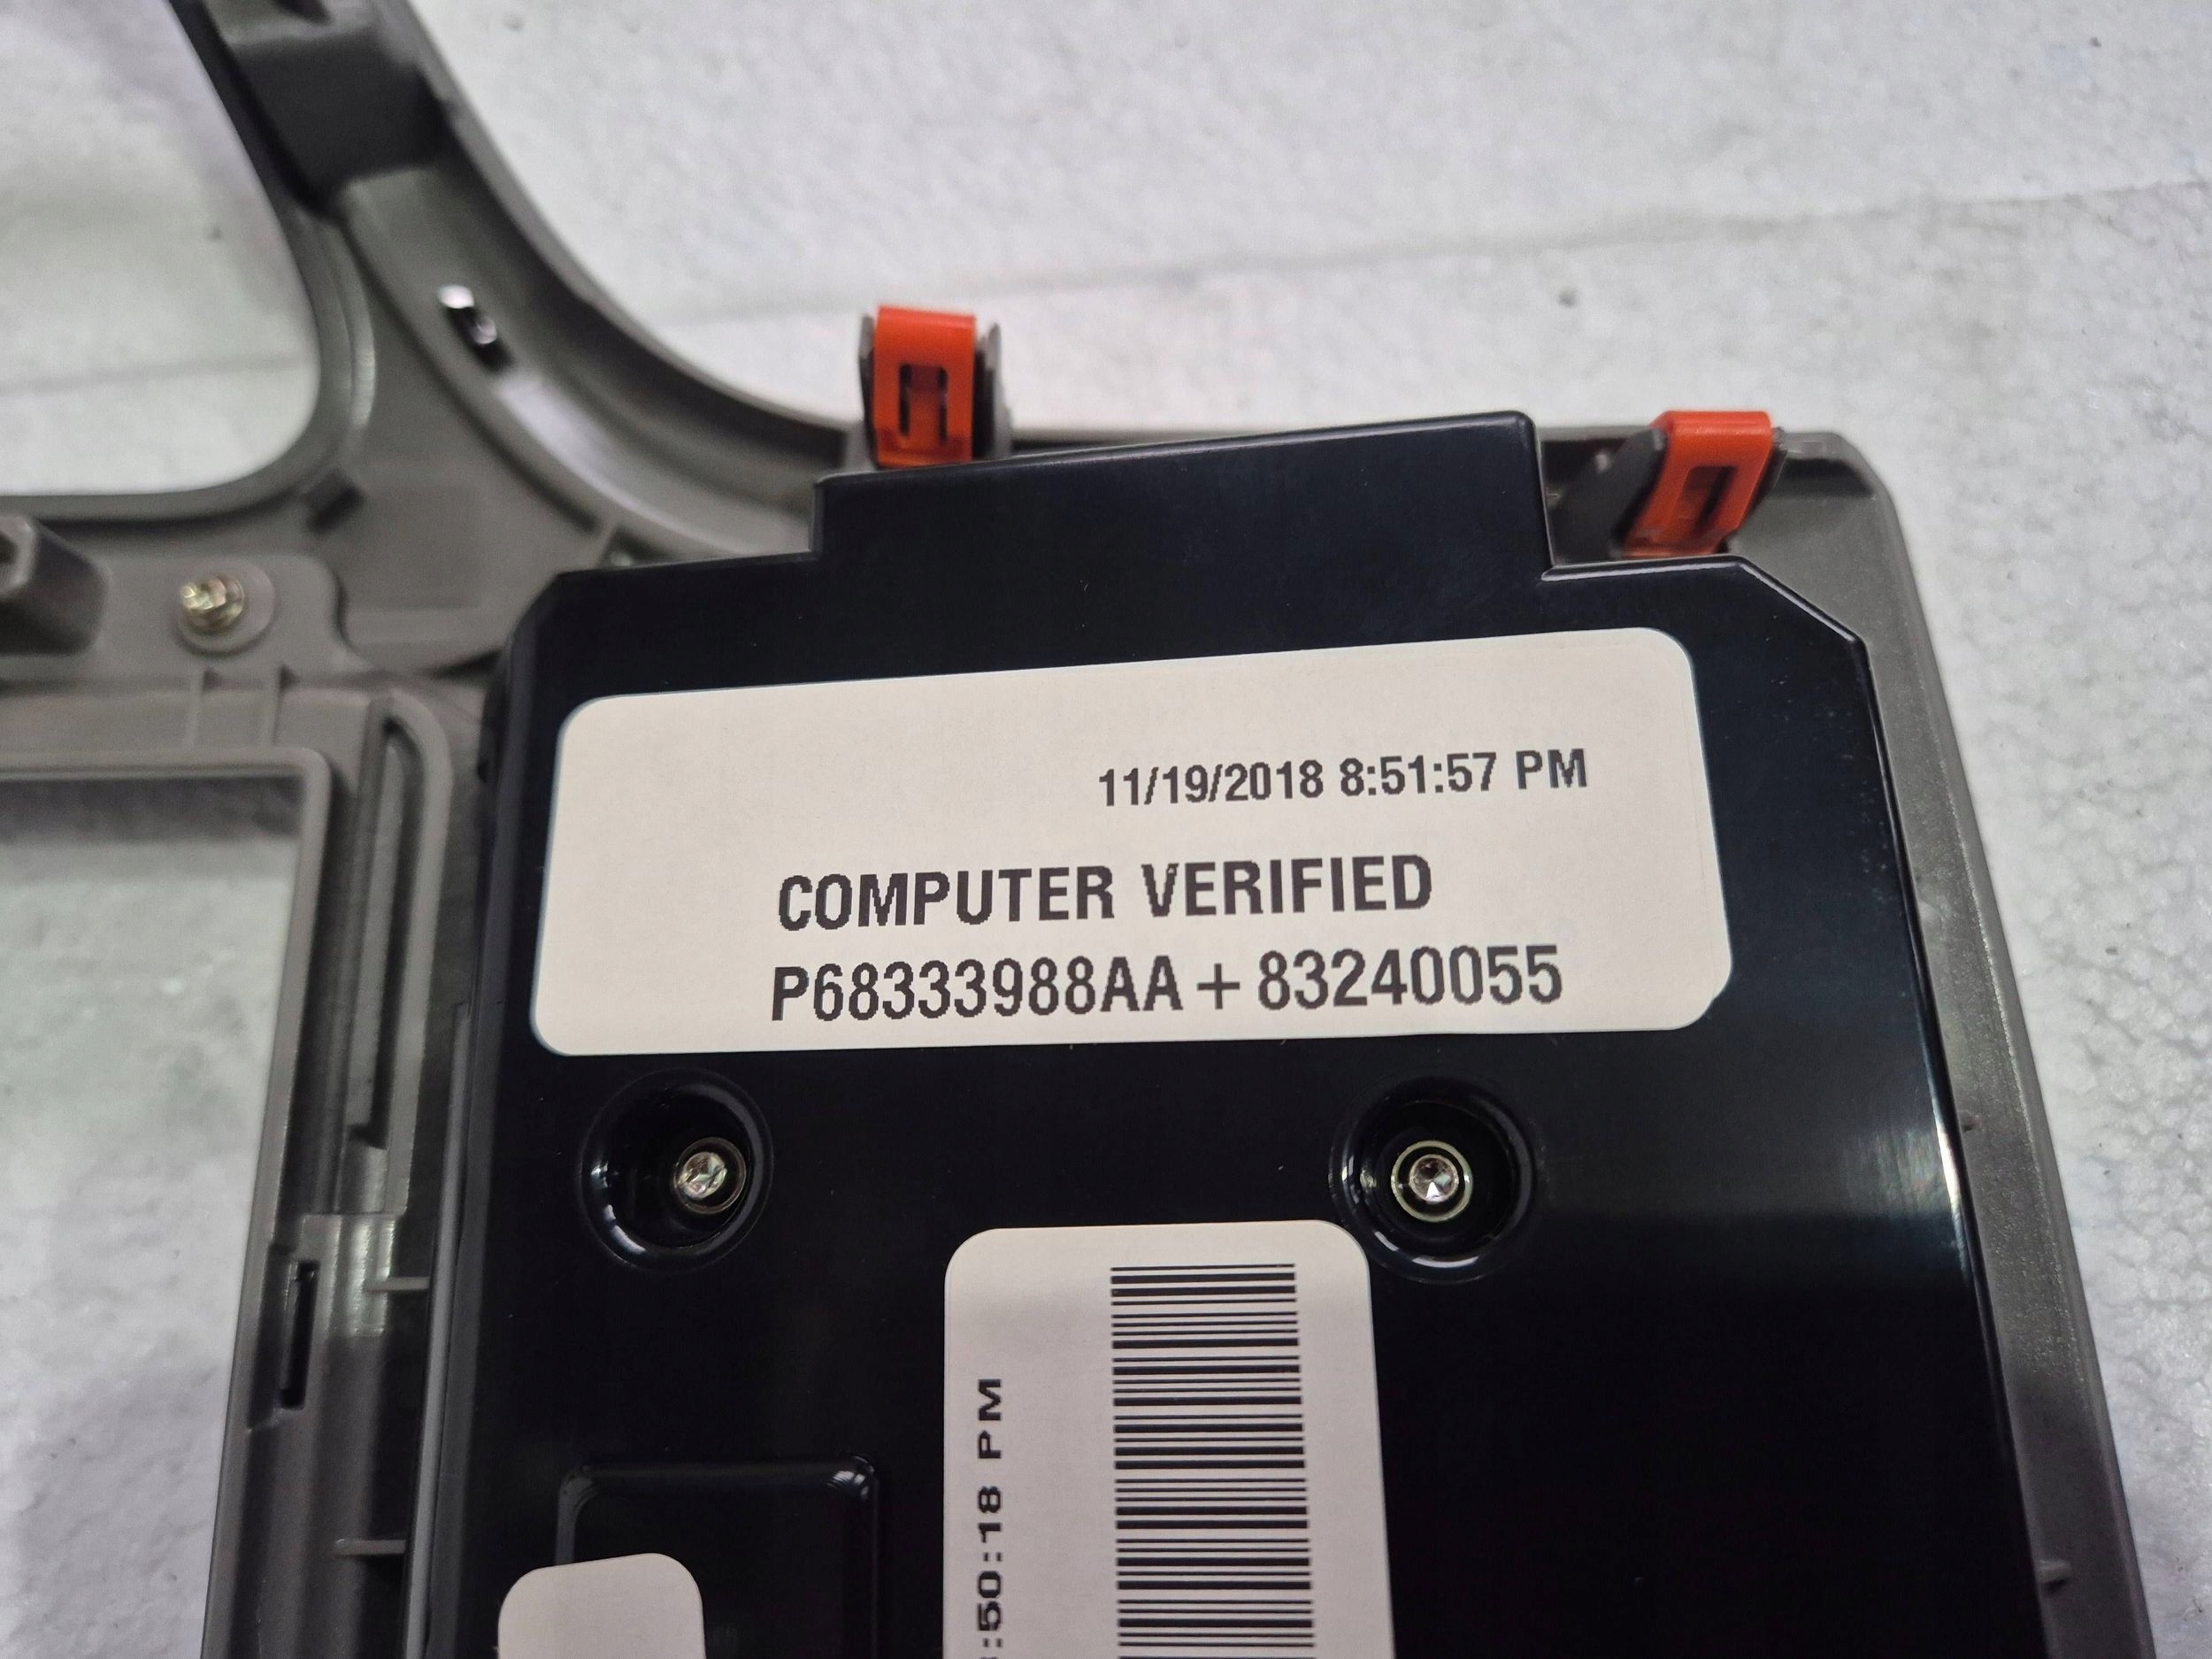 11/19/2018 8:51:57 PM
COMPUTER VERIFIED
P68333988AA+83240055
:50:18 PM